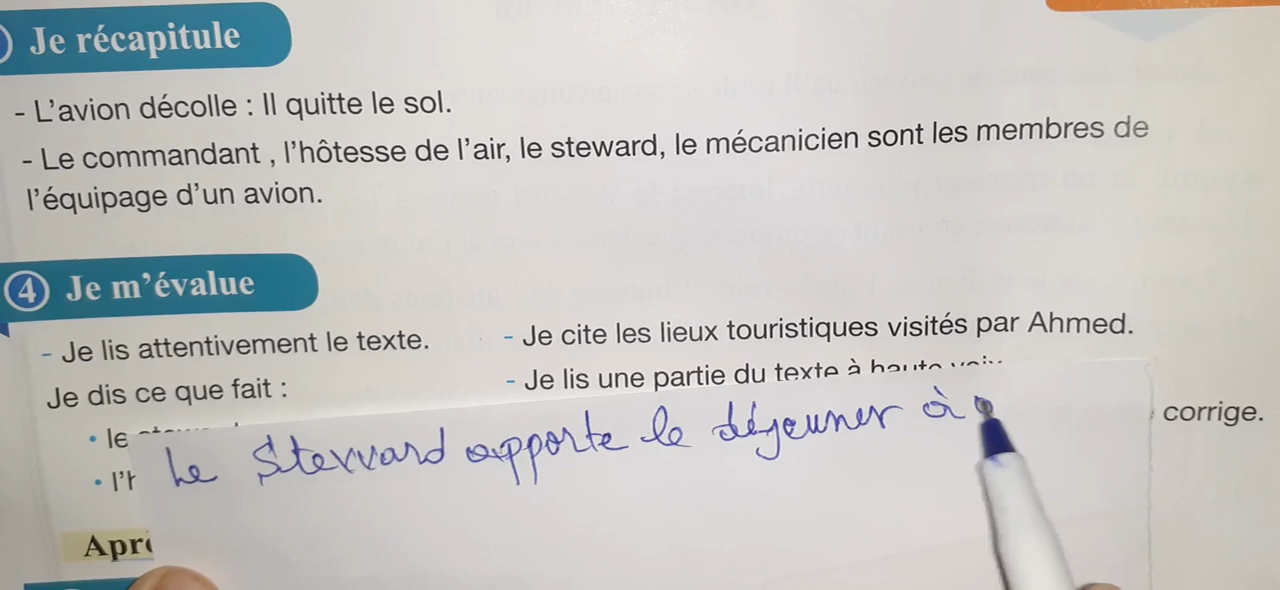 Je récapitule
- L'avion décolle : Il quitte le sol.
- Le commandant , l'hôtesse de l'air, le steward, le mécanicien sont les membres de
l'équipage d'un avion.
4 Je m'évalue
- Je lis attentivement le texte.
Je dis ce que fait :
- Je cite les lieux touristiques visités par Ahmed.
- Je lis une partie du texte à haute voix
corrige.
• le
• l'h
Le stewvard apporte le déjeuner à
Apr